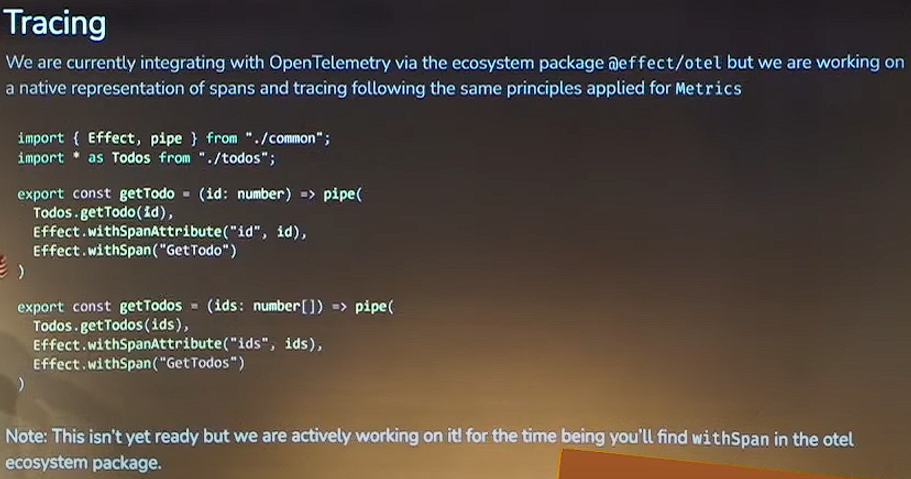 Tracing
We are currently integrating with OpenTelemetry via the ecosystem package @effect/otel but we are working on
a native representation of spans and tracing following the same principles applied for Metrics
import { Effect, pipe } from "./common";
import * as Todos from "./todos";
export const getTodo = (id: number) => pipe(
  Todos.getTodo(id),
  Effect.withSpanAttribute("id", id),
  Effect.withSpan("GetTodo")
)
export const getTodos = (ids: number[]) => pipe(
  Todos.getTodos(ids),
  Effect.withSpanAttribute("ids", ids),
  Effect.withSpan("GetTodos")
)
Note: This isn't yet ready but we are actively working on it! for the time being you'll find withSpan in the otel
ecosystem package.